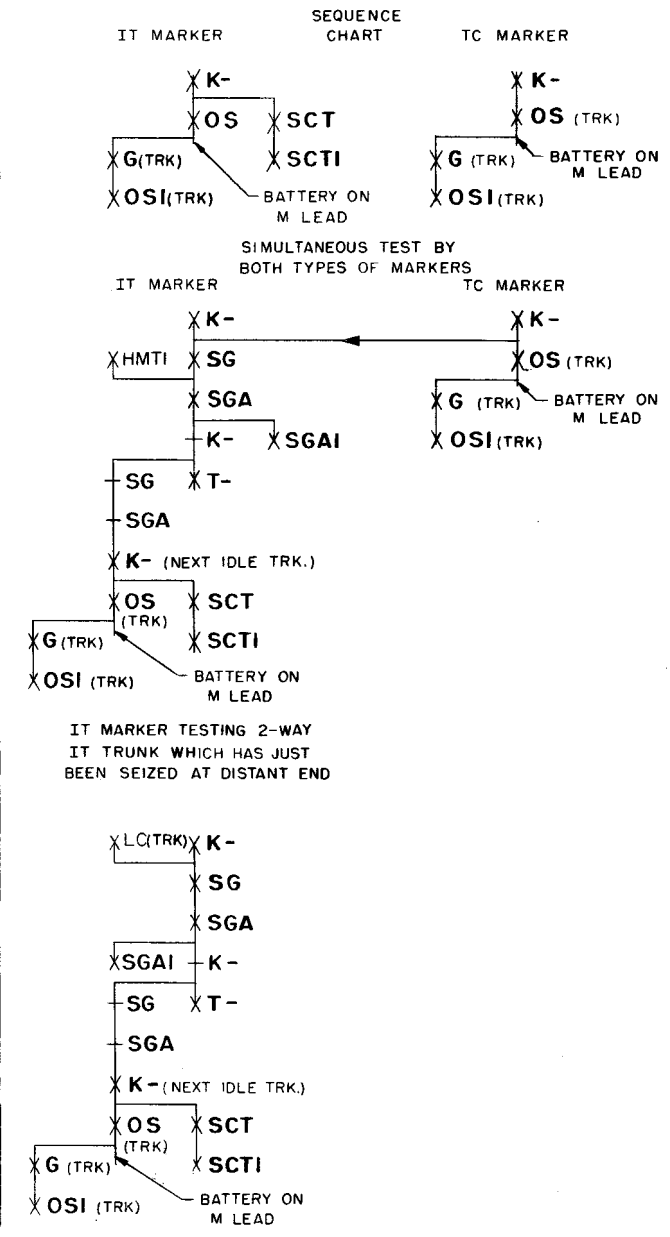 SEQUENCE
IT MARKER CHART TC MARKER
K- K-
OS SCT OS (TRK)
G(TRK) SCTI G (TRK) BATTERY ON
M LEAD
OSI(TRK) BATTERY ON OSI(TRK)
M LEAD
SIMULTANEOUS TEST BY
BOTH TYPES OF MARKERS
IT MARKER TC MARKER
K- K-
HMTI SG OS (TRK)
SGA G (TRK) BATTERY ON
M LEAD
K- SGAI OSI(TRK)
SG T-
SGA
K- (NEXT IDLE TRK.)
OS SCT
(TRK)
G(TRK) SCTI
OSI (TRK) BATTERY ON
M LEAD
IT MARKER TESTING 2-WAY
IT TRUNK WHICH HAS JUST
BEEN SEIZED AT DISTANT END
LC(TRK) K-
SG
SGA
SGAI K-
SG T-
SGA
K-(NEXT IDLE TRK.)
OS SCT
(TRK)
G (TRK) SCTI
OSI (TRK) BATTERY ON
M LEAD